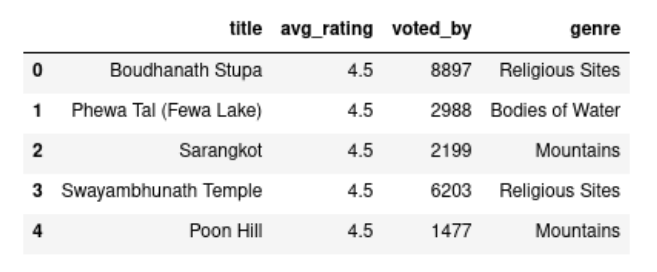 title avg_rating voted_by genre
0 Boudhanath Stupa 4.5 8897 Religious Sites
1 Phewa Tal (Fewa Lake) 4.5 2988 Bodies of Water
2 Sarangkot 4.5 2199 Mountains
3 Swayambhunath Temple 4.5 6203 Religious Sites
4 Poon Hill 4.5 1477 Mountains